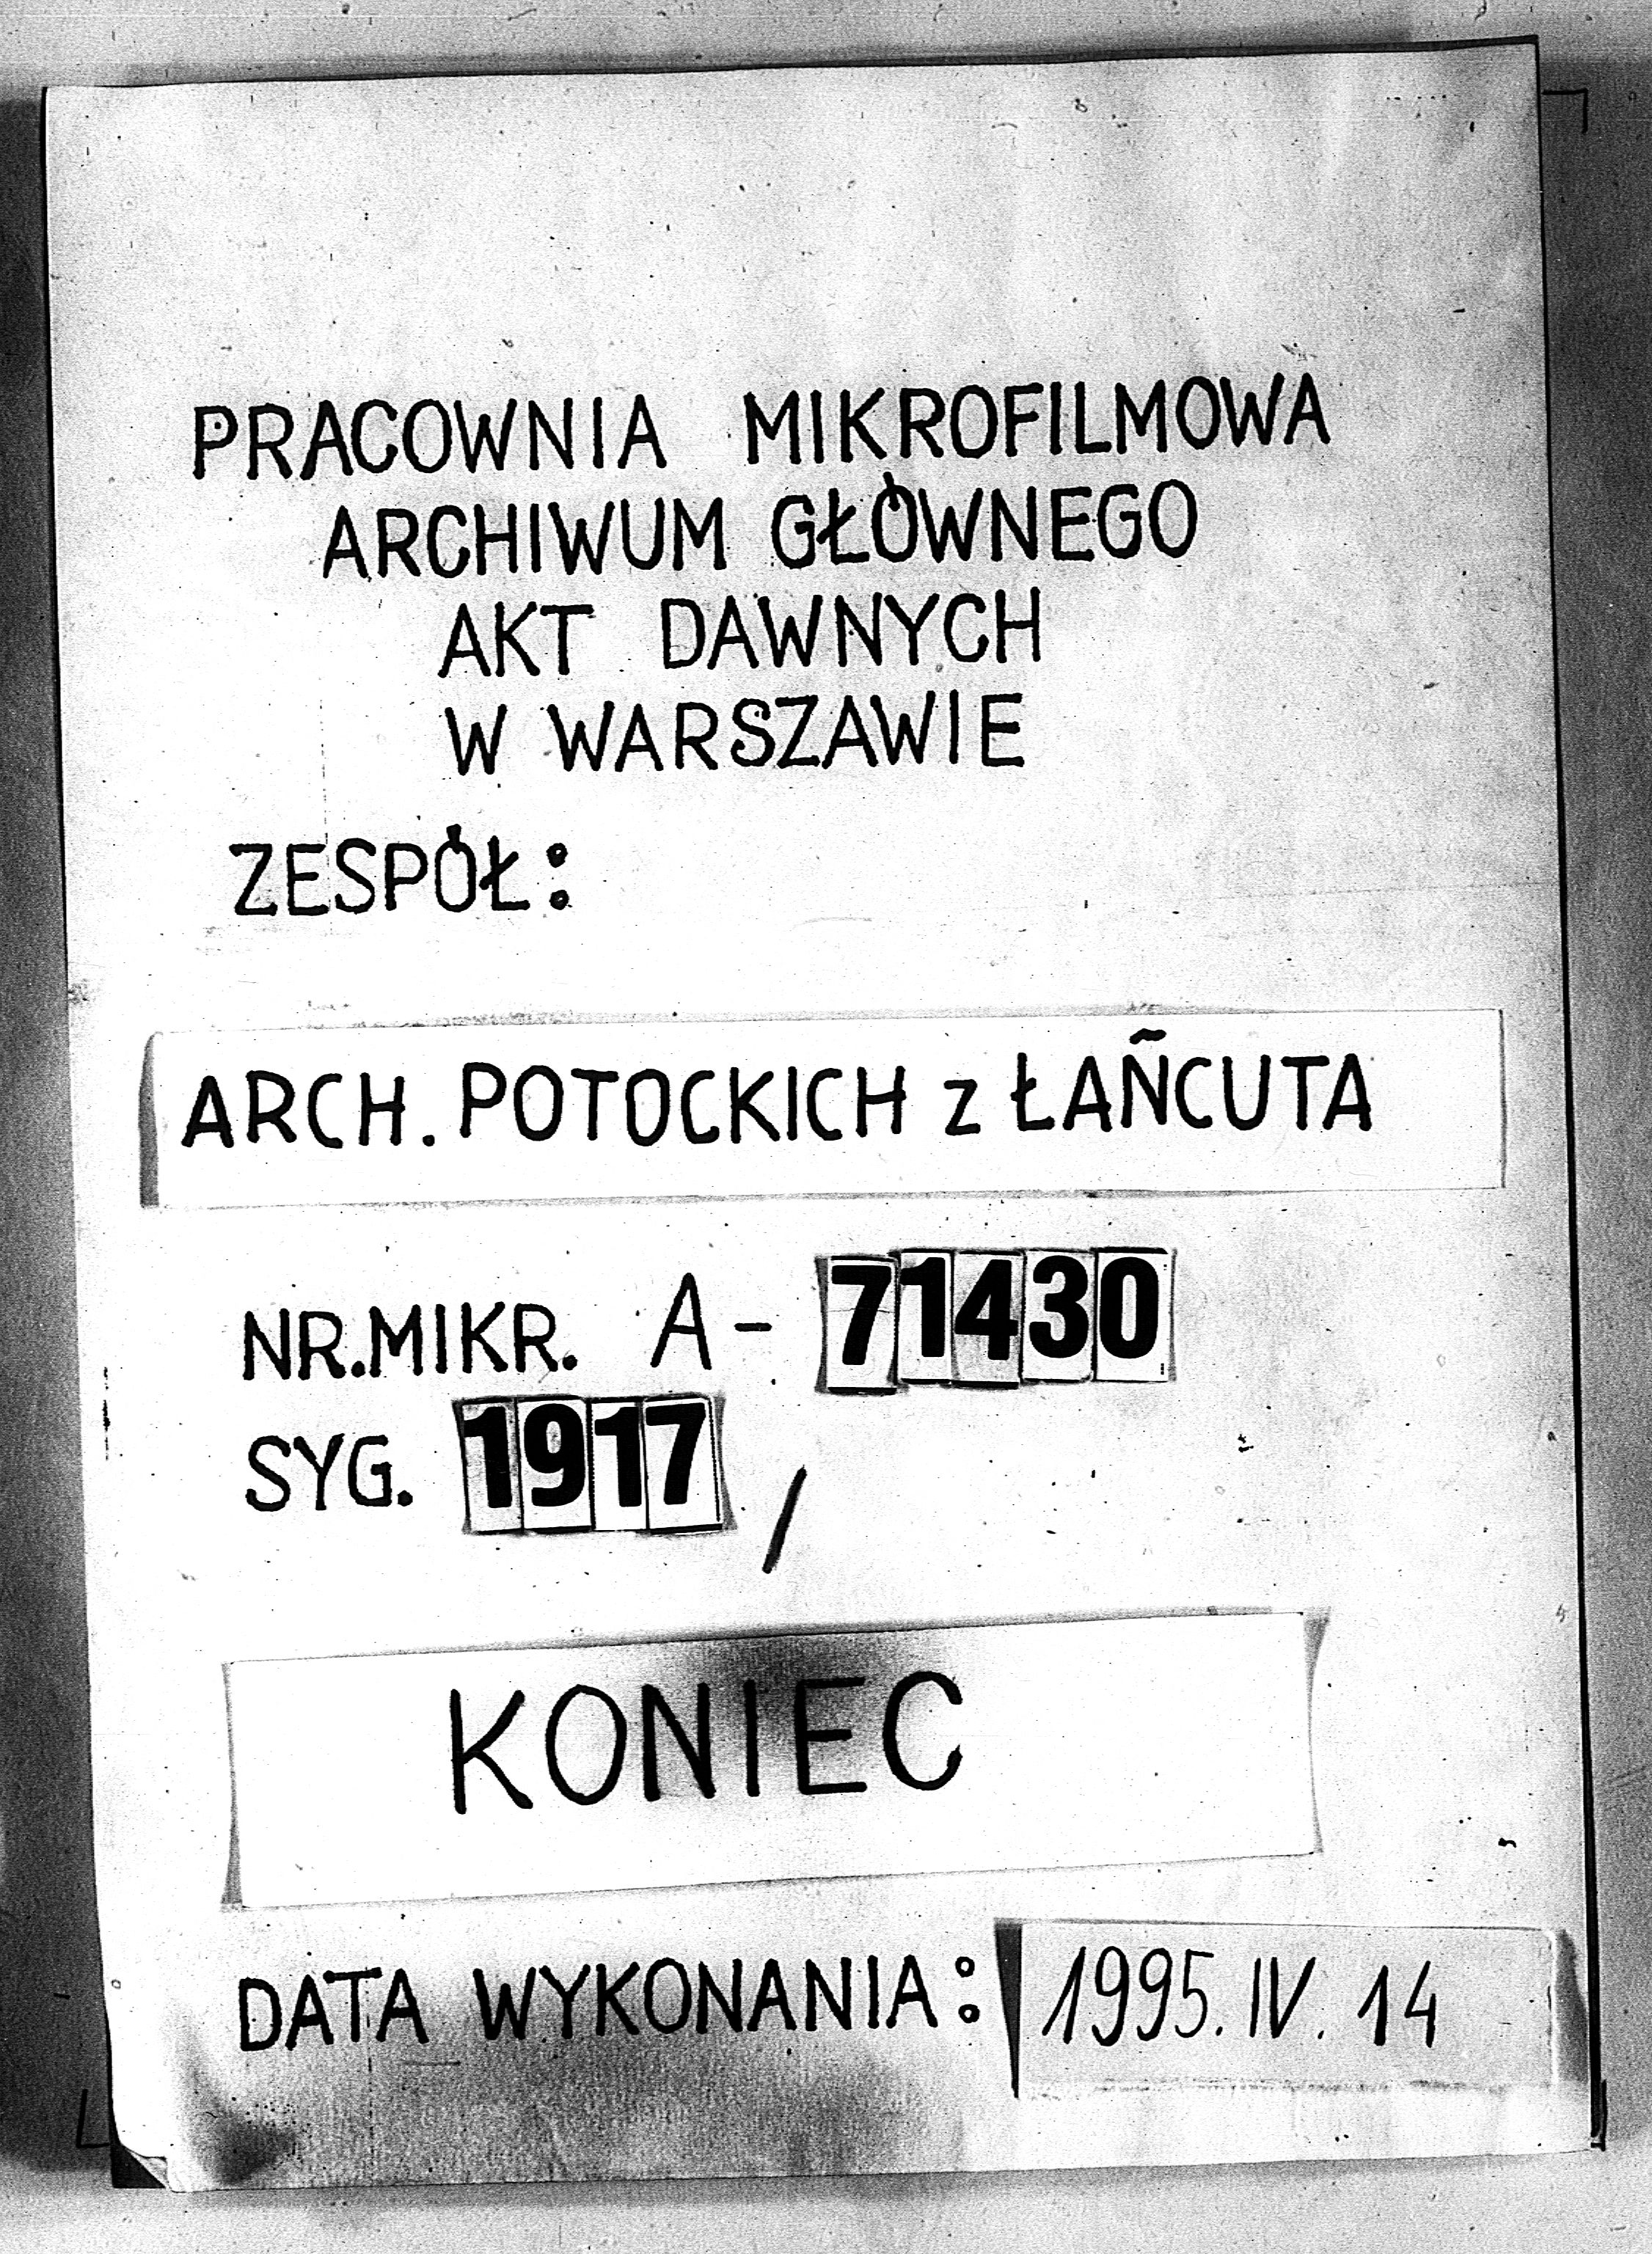 PRACOWNIA MIKROFILMOWA
ARCHIWUM GŁÓWNEGO
AKT DAWNYCH
W WARSZAWIE
ZESPÓŁ:
ARCH. POTOCKICH z ŁAŃCUTA
NR.MIKR. A- 71430
SYG. 1917 /
KONIEC
DATA WYKONANIA: 1995. IV. 14